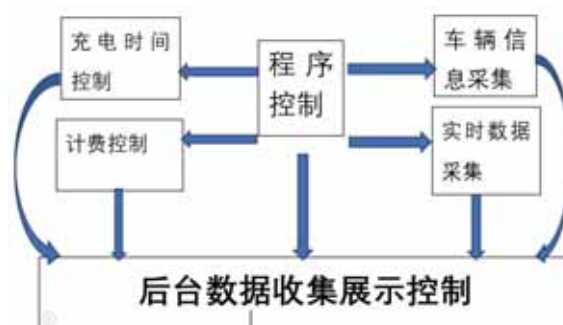 充电时间
控制
程序
控制
车辆信
息采集
计费控制
实时数据
采集
后台数据收集展示控制